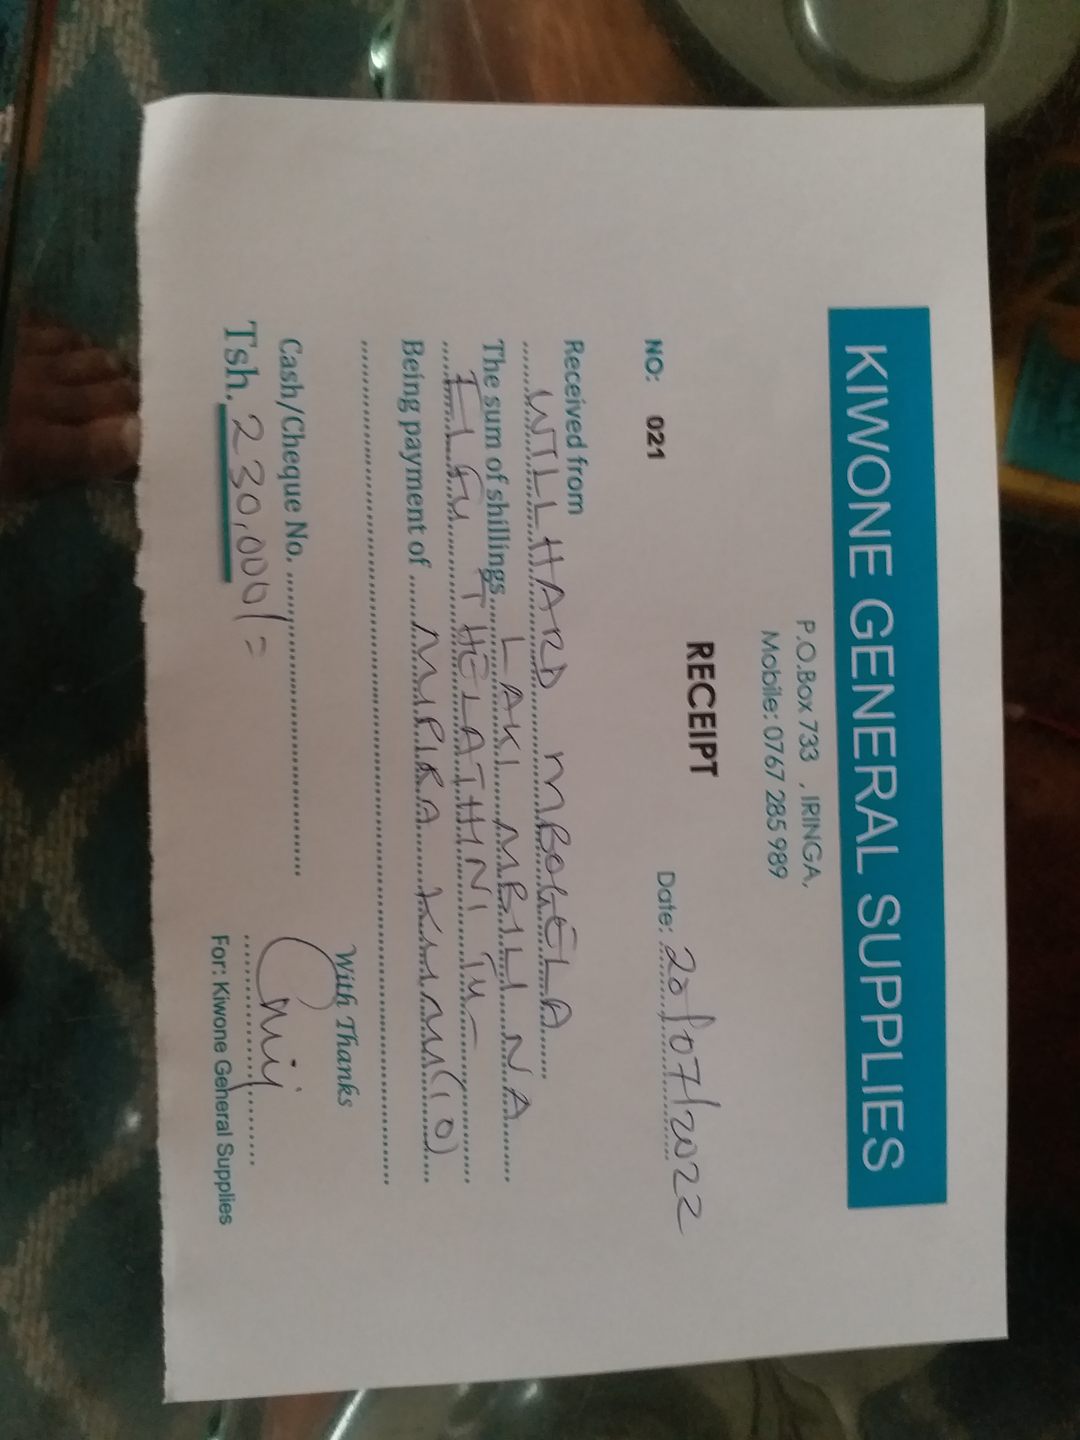 KIWONE GENERAL SUPPLIES
P.O.Box 733 , IRINGA,
Mobile: 0767 285 989
RECEIPT
NO: 021
Date: 20/07/2022
Received from
WILLHARD MBOGELA
The sum of shillings LAKI MBILI NA
ELFU THELATHINI TU-
Being payment of MIPIRA KUMI (10)
Cash/Cheque No.
With Thanks
Tsh. 230,000/=
For: Kiwone General Supplies